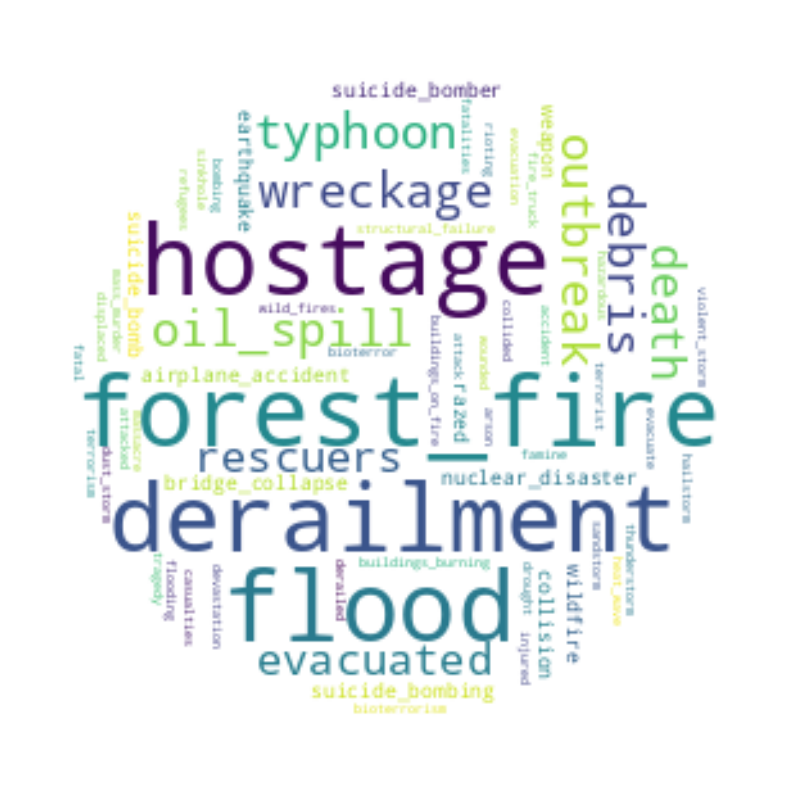 suicide_bomber
typhoon
earthquake
fatalities
rioting
evacuation
weapon
fire_truck
outbreak
bombing
sinkhole
refugees
wreckage
debris
structural_failure
hostage
suicide_bomb
hazardous
death
violent_storm
mass_murder
displaced
wild_fires
oil_spill
bioterror
buildings_on_fire
attack
collided
accident
fatal
airplane_accident
razed
arson
terrorist
forest_fire
attacked
massacre
terrorism
evacuate
rescuers
famine
dust_storm
bridge_collapse
nuclear_disaster
hailstorm
derailment
sandstorm
thunderstorm
tragedy
flooding
casualties
devastation
derailed
buildings_burning
drought
collision
wildfire
heat_wave
flood
injured
evacuated
suicide_bombing
bioterrorism